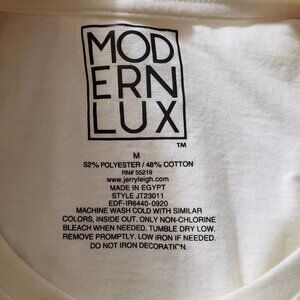 MOD
ERN
LUX
™
M
52% POLYESTER / 48% COTTON
RN# 55219
www.jerryleigh.com
MADE IN EGYPT
STYLE JT23011
EDF-IR6440-0920
MACHINE WASH COLD WITH SIMILAR
COLORS, INSIDE OUT. ONLY NON-CHLORINE
BLEACH WHEN NEEDED. TUMBLE DRY LOW.
REMOVE PROMPTLY. LOW IRON IF NEEDED.
DO NOT IRON DECORATION.